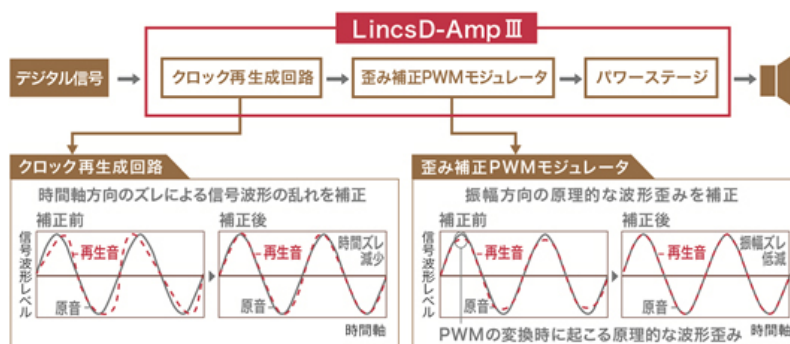 LincsD-Amp III
デジタル信号
クロック再生成回路
歪み補正PWMモジュレータ
パワーステージ
クロック再生成回路
時間軸方向のズレによる信号波形の乱れを補正
補正前
補正後
信号波形レベル
再生音
原音
再生音
時間ズレ
減少
原音
時間軸
歪み補正PWMモジュレータ
振幅方向の原理的な波形歪みを補正
補正前
補正後
信号波形レベル
再生音
原音
再生音
振幅ズレ
低減
原音
PWMの変換時に起こる原理的な波形歪み
時間軸